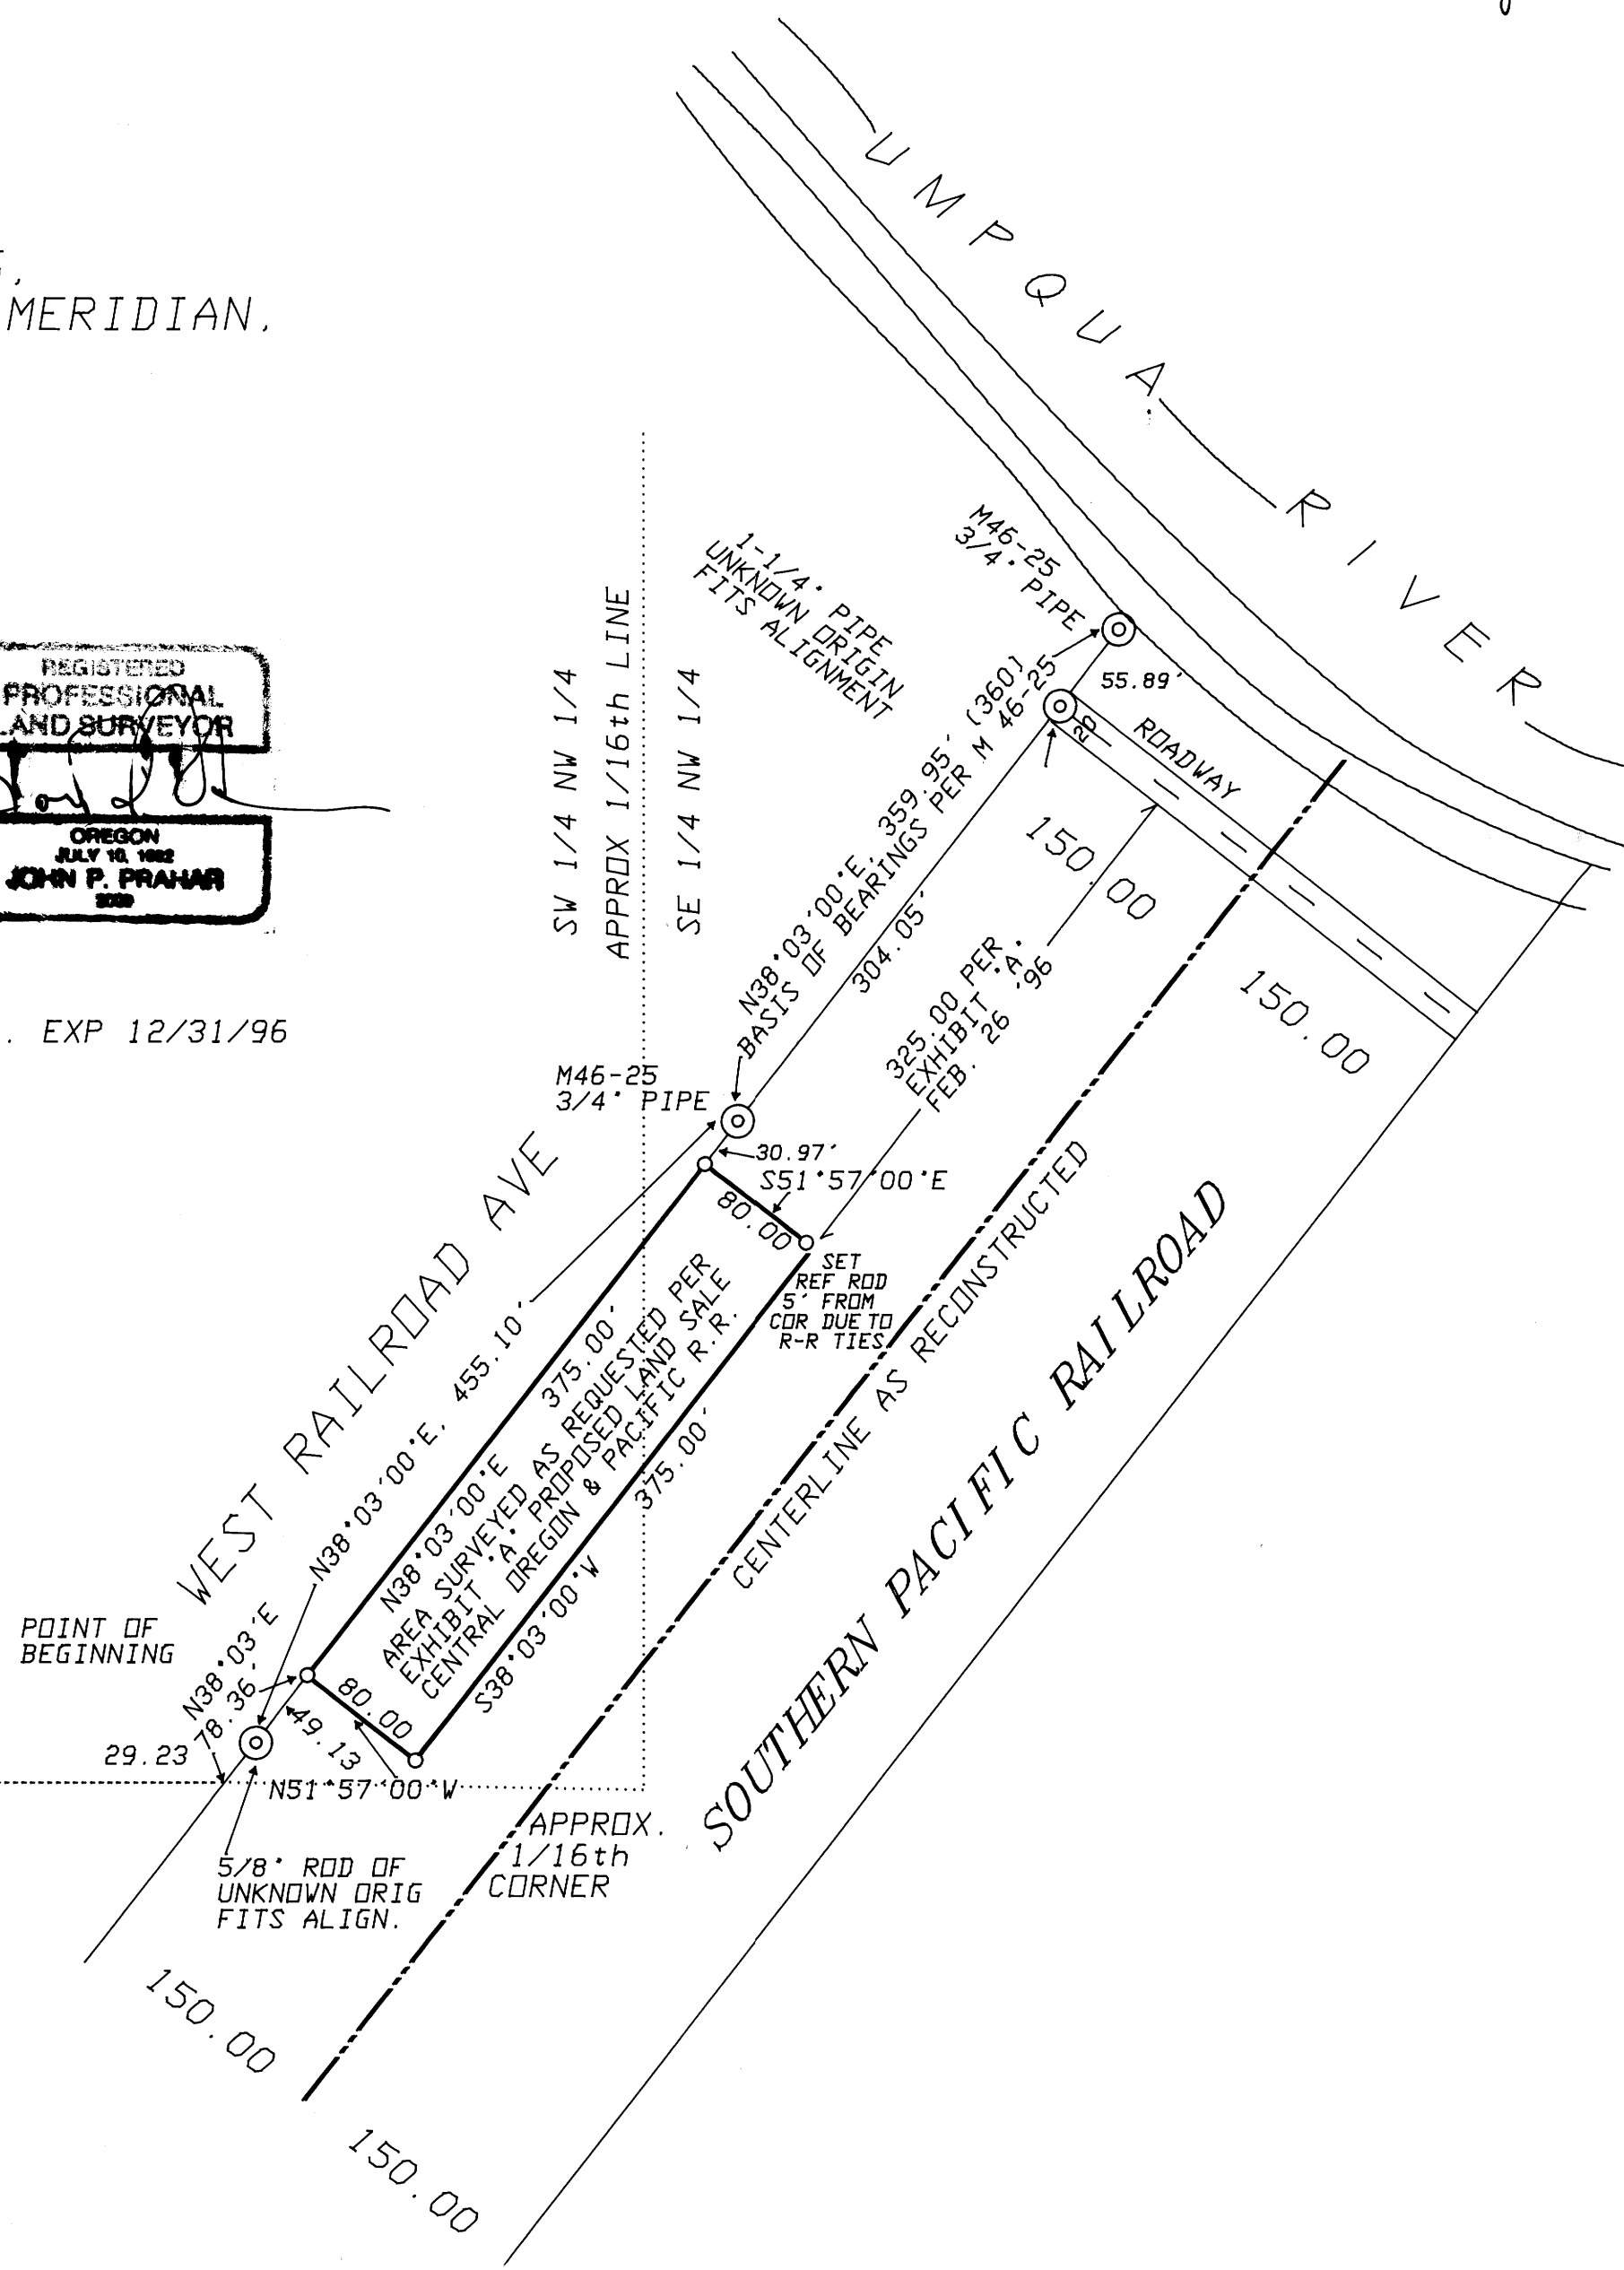 MERIDIAN.
UMPQUA RIVER
REGISTERED
PROFESSIONAL
LAND SURVEYOR
OREGON
JULY 10, 1982
JOHN P. PRAHAR
EXP 12/31/96
SW 1/4 NW 1/4
APPROX 1/16th LINE
SE 1/4 NW 1/4
1-1/4" PIPE
UNKNOWN ORIGIN
FITS ALIGNMENT
M46-25
3/4" PIPE
55.89'
20
ROADWAY
N38°03'00"E, 359.95' (360)
BASIS OF BEARINGS PER M 46-25
304.05'
150.00
150.00
325.00 PER
EXHIBIT "A"
FEB. 26 '96
M46-25
3/4" PIPE
30.97'
S51°57'00"E
80.00
SET
REF ROD
5' FROM
COR DUE TO
R-R TIES
WEST RAILROAD AVE
N38°03'00"E, 455.10'
375.00'
N38°03'00"E
AREA SURVEYED AS REQUESTED PER
EXHIBIT "A" PROPOSED LAND SALE
CENTRAL OREGON & PACIFIC R.R.
375.00'
S38°03'00"W
CENTERLINE AS RECONSTRUCTED
SOUTHERN PACIFIC RAILROAD
POINT OF
BEGINNING
N38°03'E
78.36'
80.00
49.13
29.23
N51°57'00"W
APPROX.
1/16th
CORNER
5/8" ROD OF
UNKNOWN ORIG
FITS ALIGN.
150.00
150.00